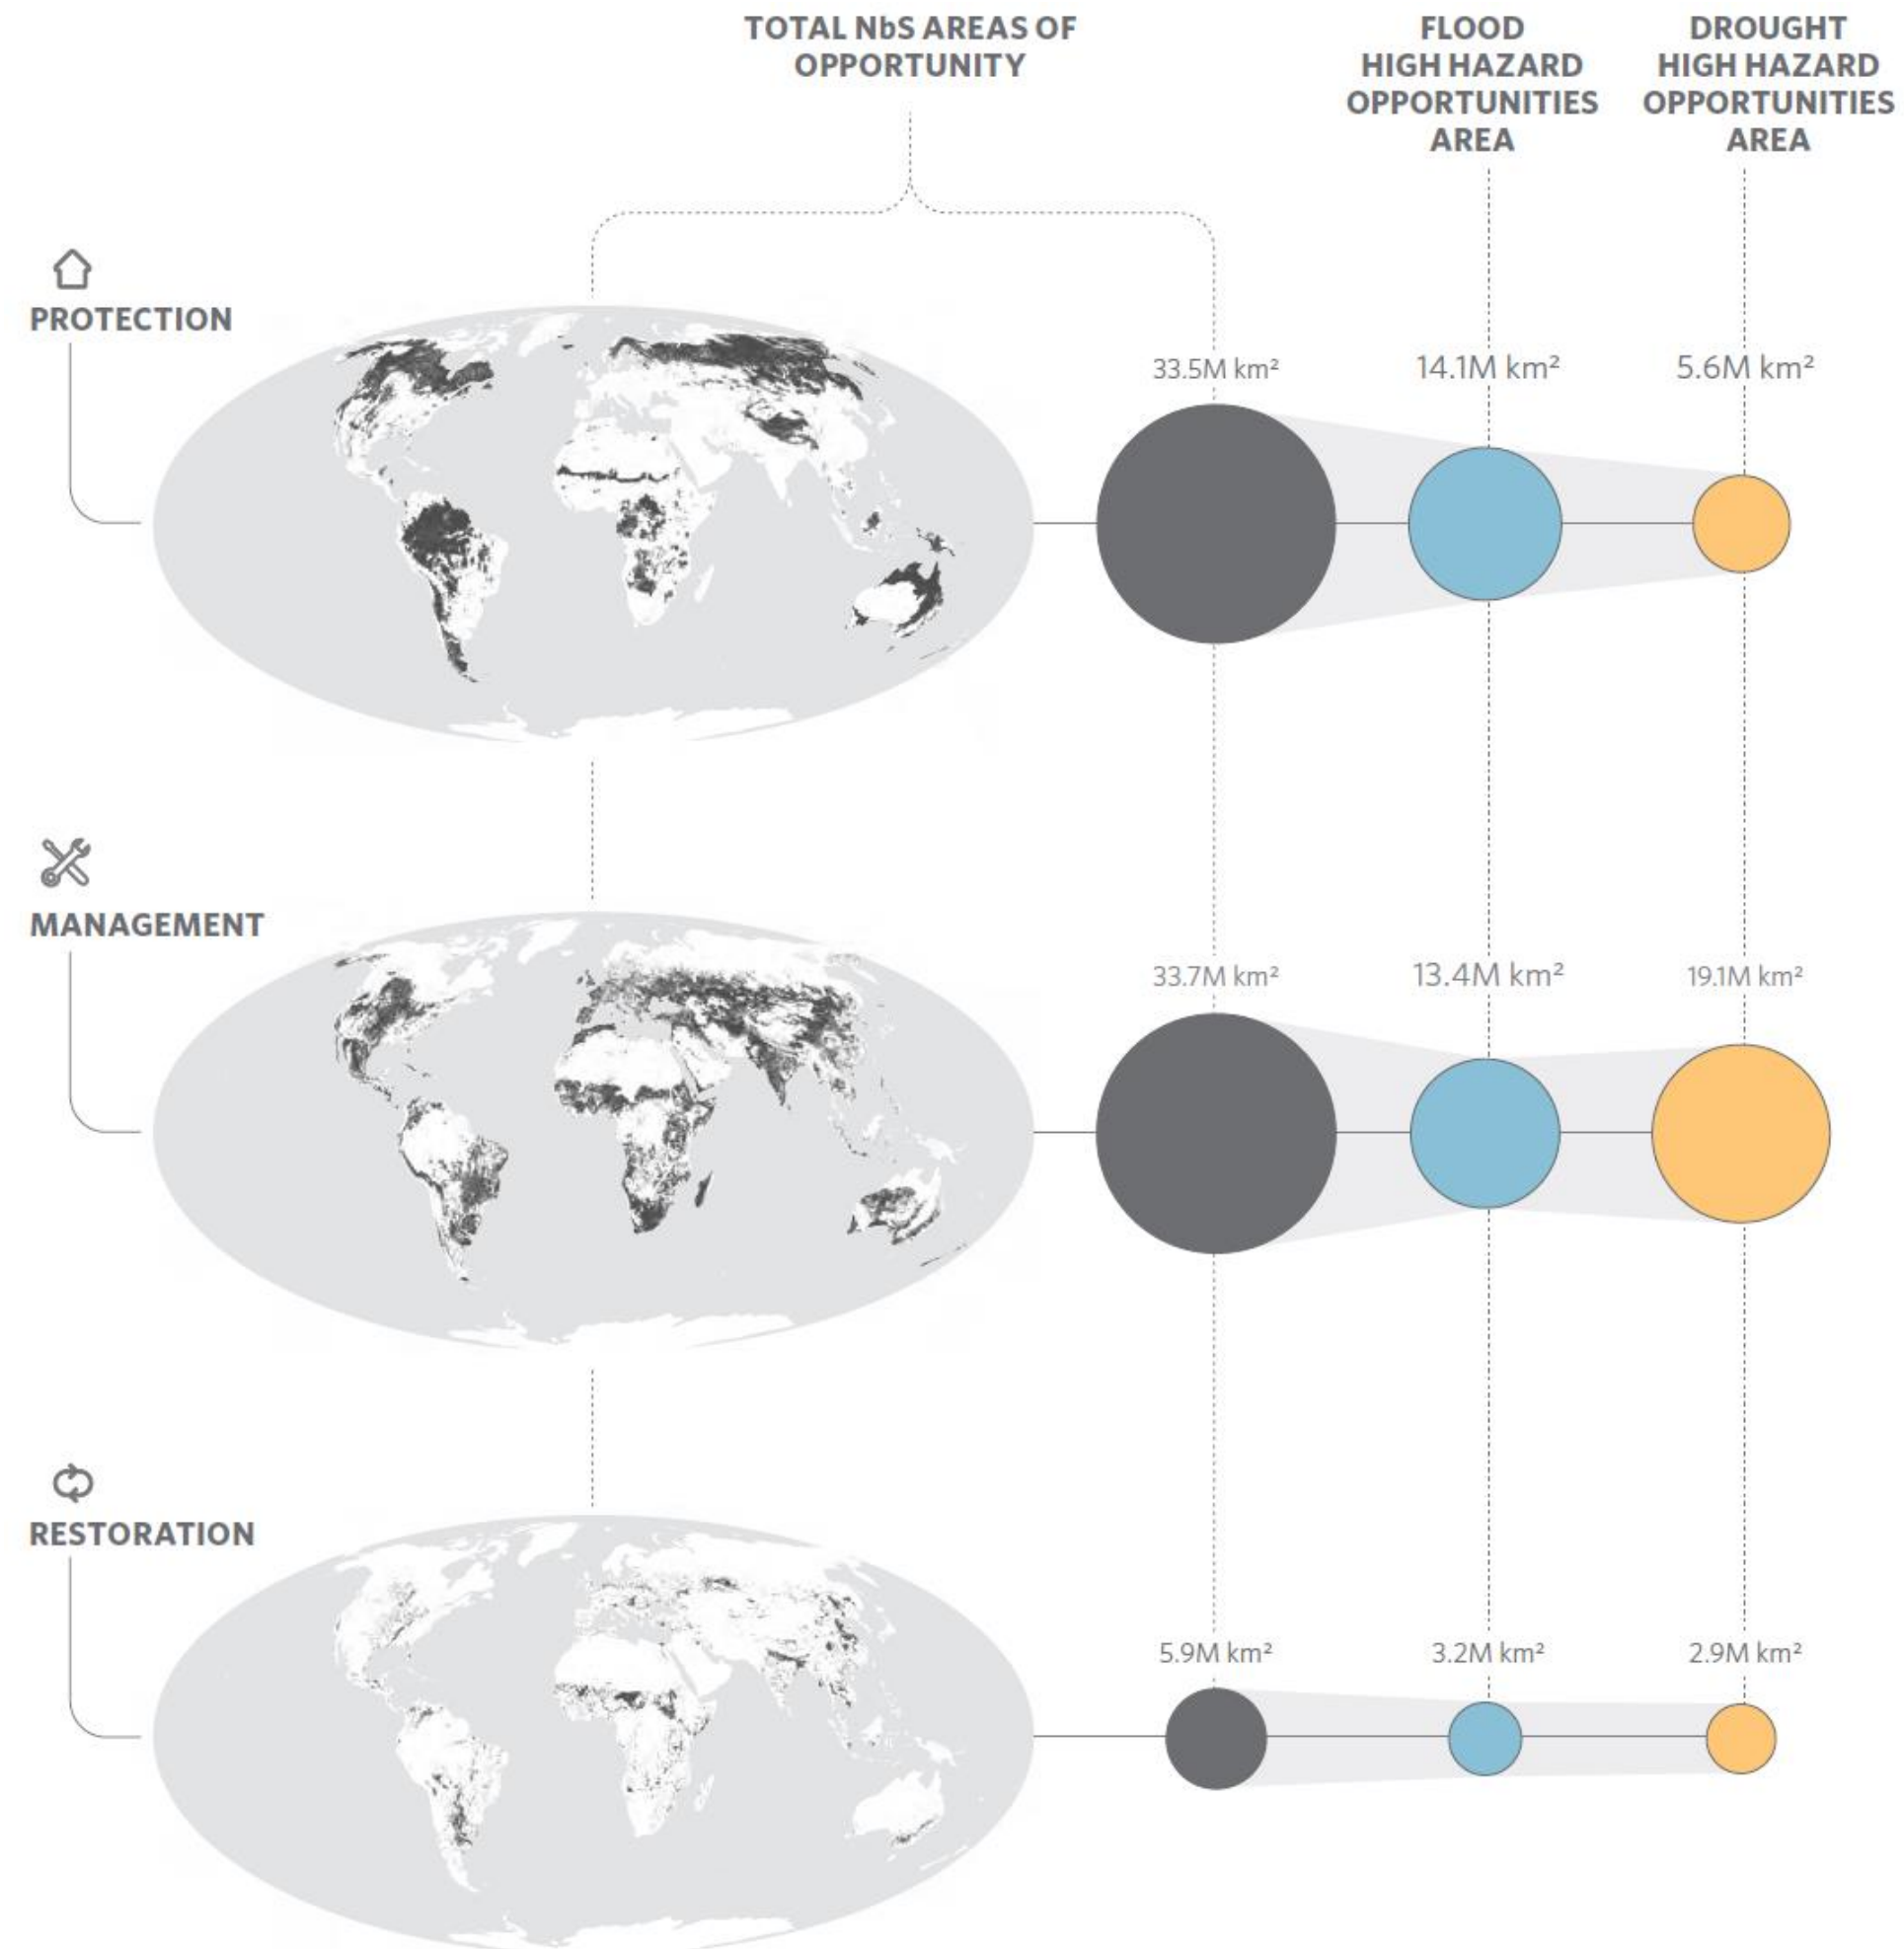 TOTAL NbS AREAS OF
OPPORTUNITY
FLOOD
HIGH HAZARD
OPPORTUNITIES
AREA
DROUGHT
HIGH HAZARD
OPPORTUNITIES
AREA
PROTECTION
33.5M km²
14.1M km²
5.6M km²
MANAGEMENT
33.7M km²
13.4M km²
19.1M km²
RESTORATION
5.9M km²
3.2M km²
2.9M km²